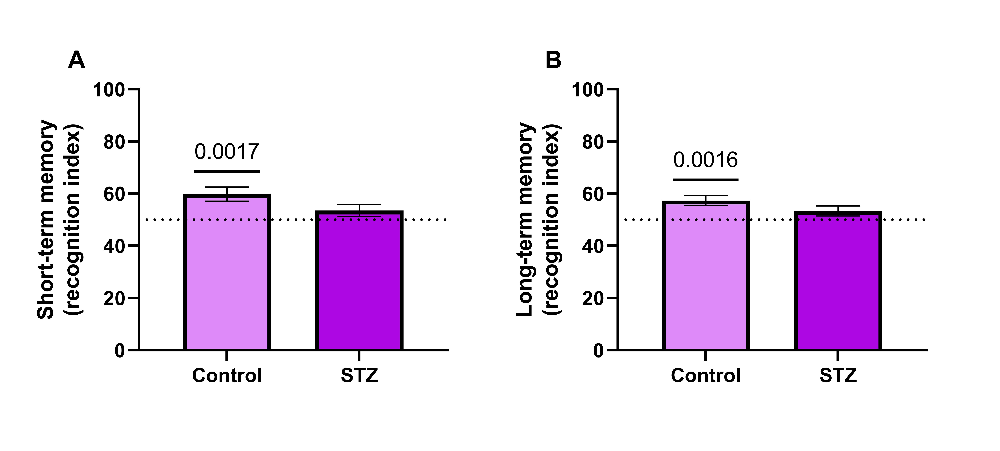 A
Short-term memory
(recognition index)
100
80
60
40
20
0
0.0017
Control
STZ
B
Long-term memory
(recognition index)
100
80
60
40
20
0
0.0016
Control
STZ